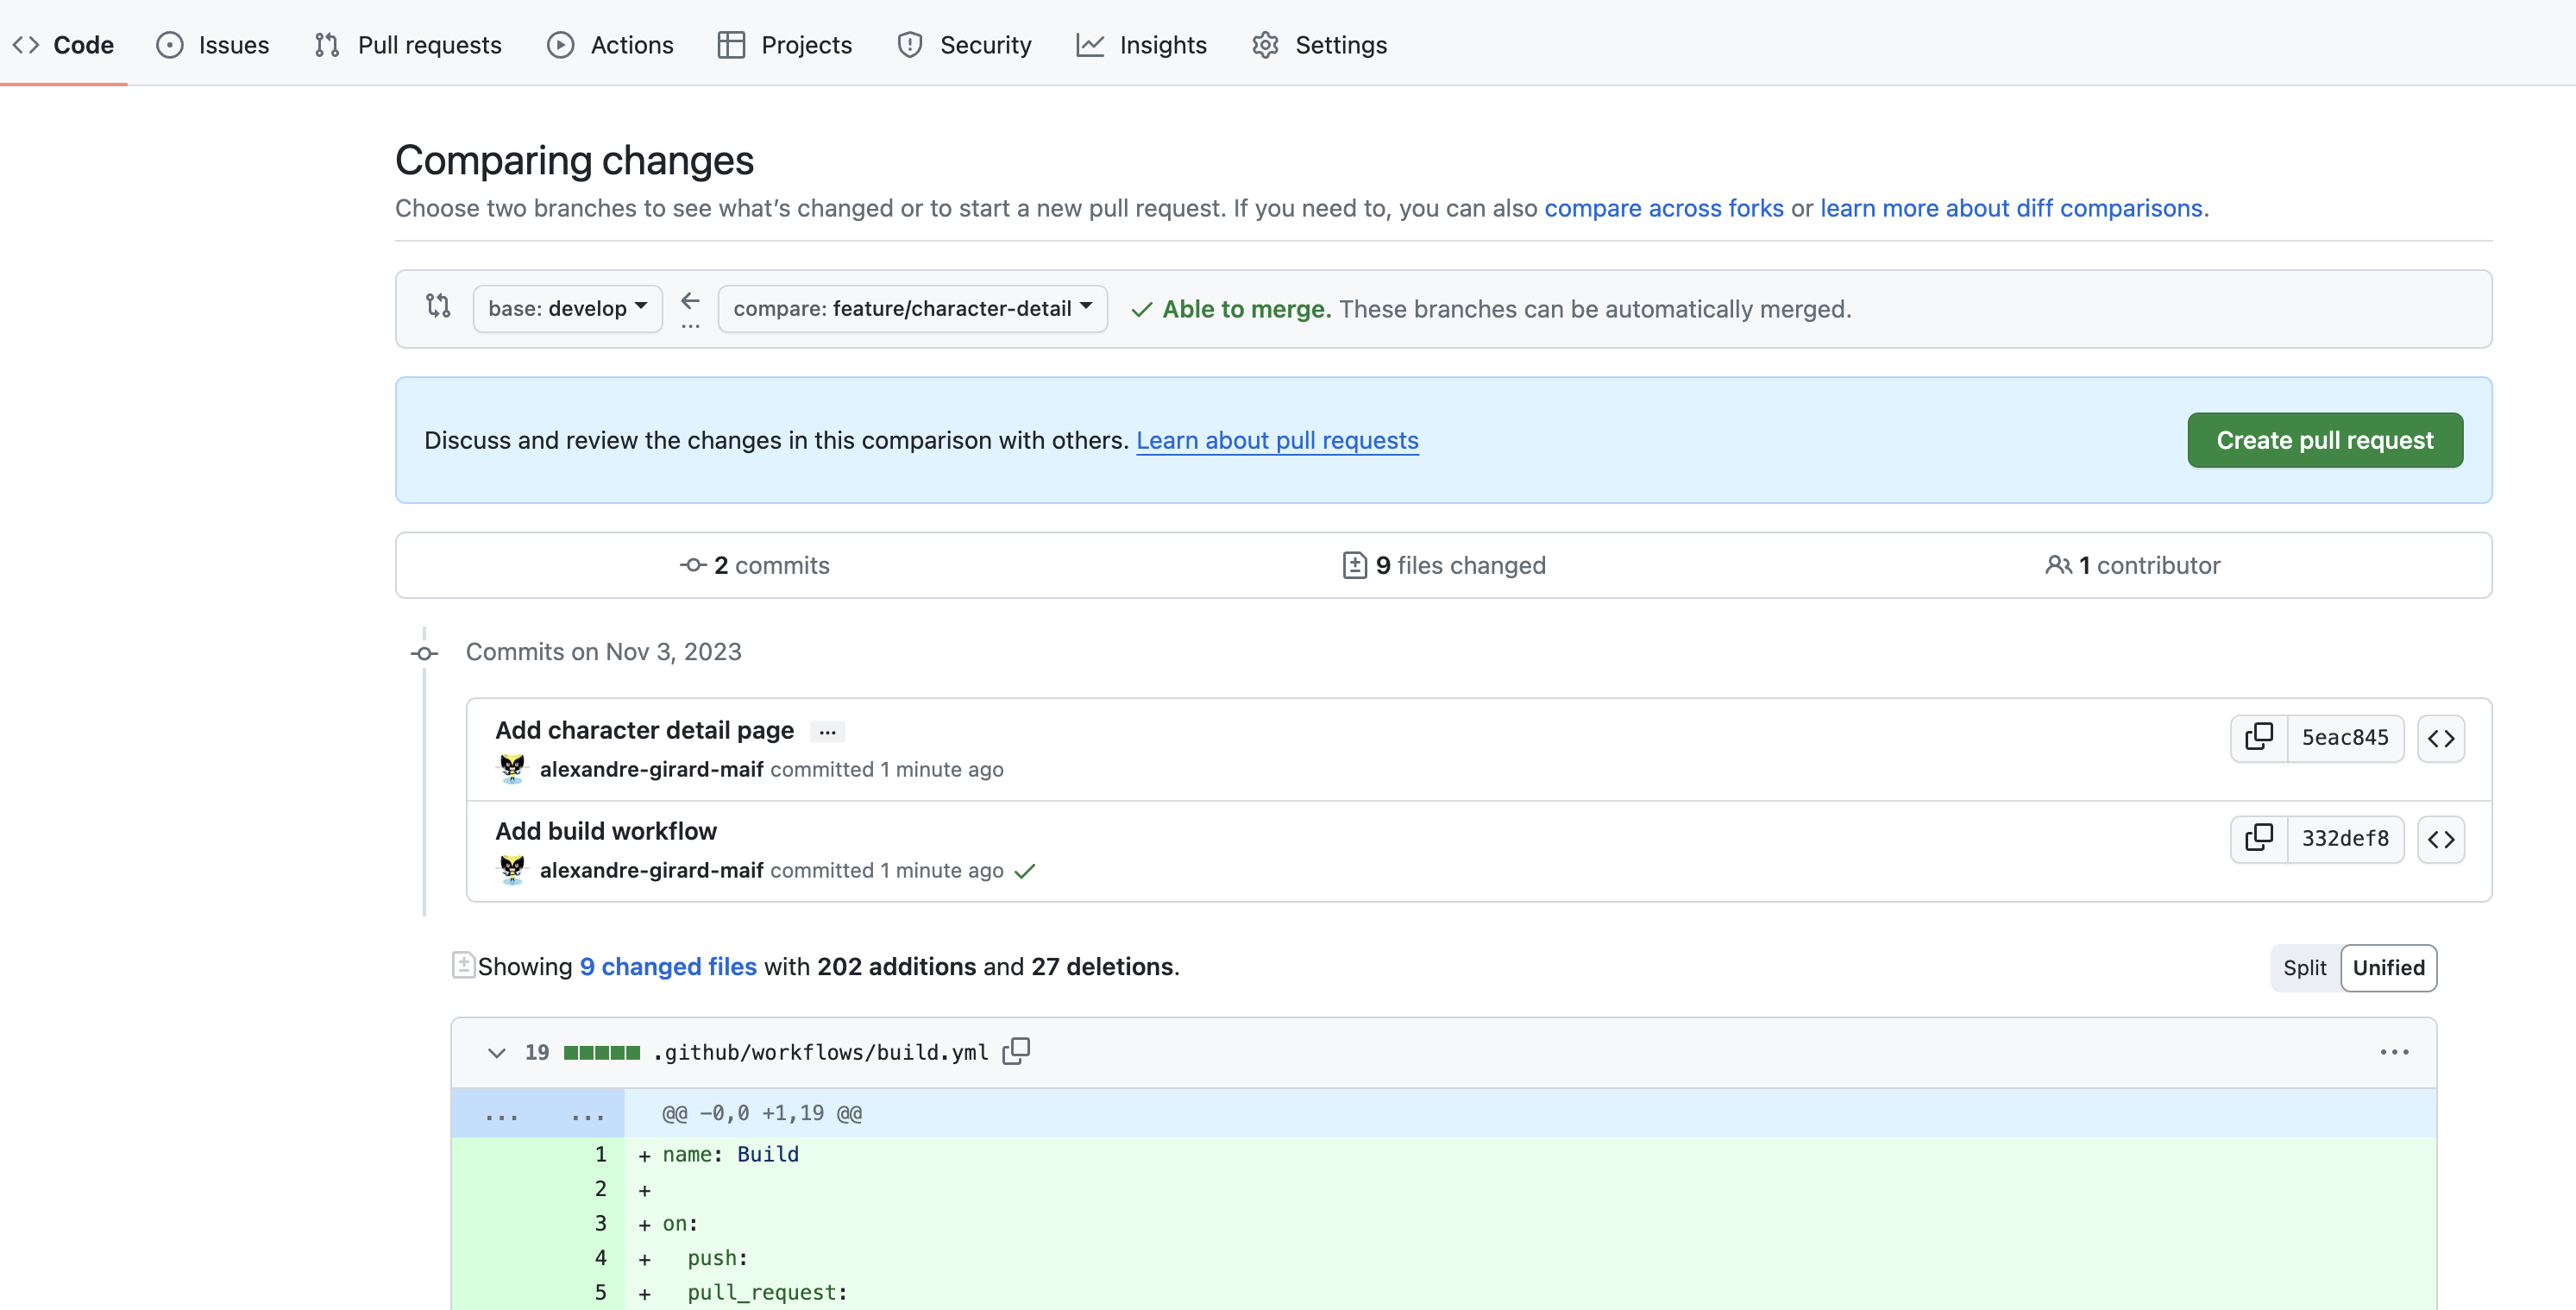 Code Issues Pull requests Actions Projects Security Insights Settings
Comparing changes
Choose two branches to see what’s changed or to start a new pull request. If you need to, you can also compare across forks or learn more about diff comparisons.
base: develop ... compare: feature/character-detail Able to merge. These branches can be automatically merged.
Discuss and review the changes in this comparison with others. Learn about pull requests Create pull request
2 commits 9 files changed 1 contributor
Commits on Nov 3, 2023
Add character detail page ... 5eac845
alexandre-girard-maif committed 1 minute ago
Add build workflow 332def8
alexandre-girard-maif committed 1 minute ago
Showing 9 changed files with 202 additions and 27 deletions. Split Unified
19 .github/workflows/build.yml ...
... ... @@ -0,0 +1,19 @@
1 + name: Build
2 +
3 + on:
4 + push:
5 + pull_request: